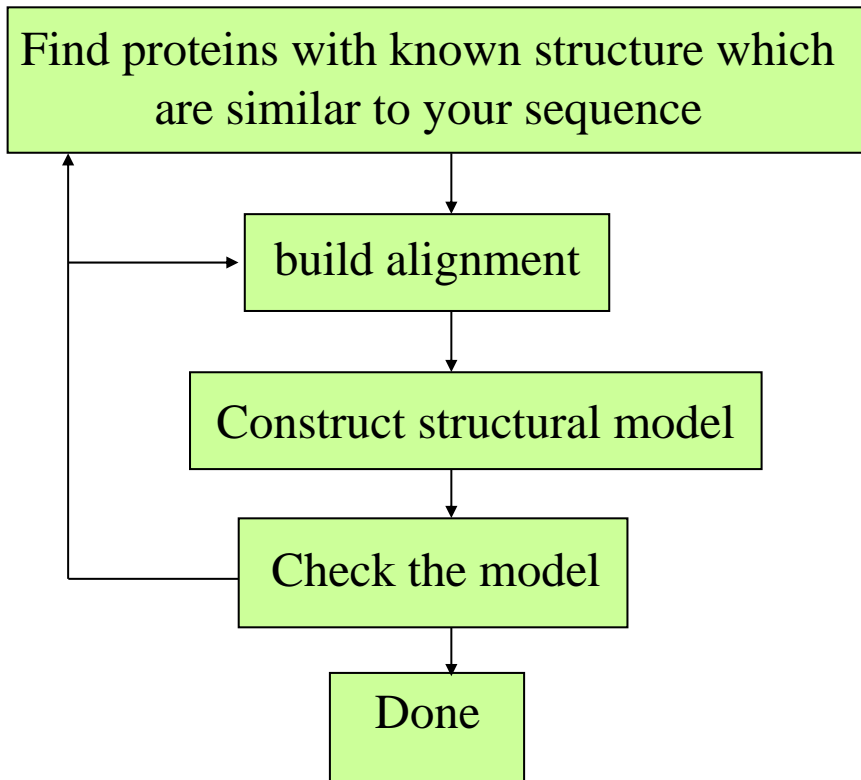 Find proteins with known structure which
are similar to your sequence
build alignment
Construct structural model
Check the model
Done